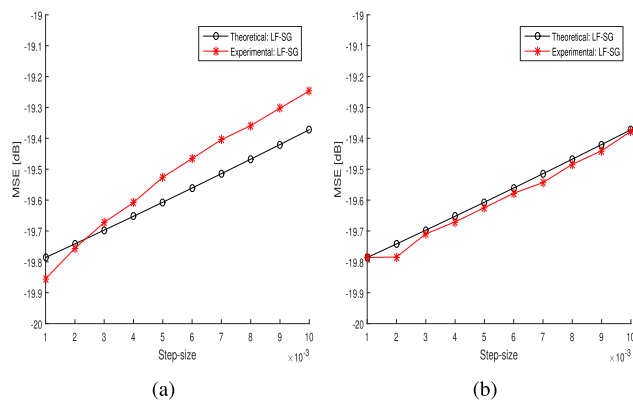 -19
-19.1
-19.2
-19.3
-19.4
-19.5
-19.6
-19.7
-19.8
-19.9
-20
MSE [dB]
Theoretical: LF-SG
Experimental: LF-SG
1 2 3 4 5 6 7 8 9 10
Step-size
× 10⁻³
(a)
-19
-19.1
-19.2
-19.3
-19.4
-19.5
-19.6
-19.7
-19.8
-19.9
-20
MSE [dB]
Theoretical: LF-SG
Experimental: LF-SG
1 2 3 4 5 6 7 8 9 10
Step-size
× 10⁻³
(b)